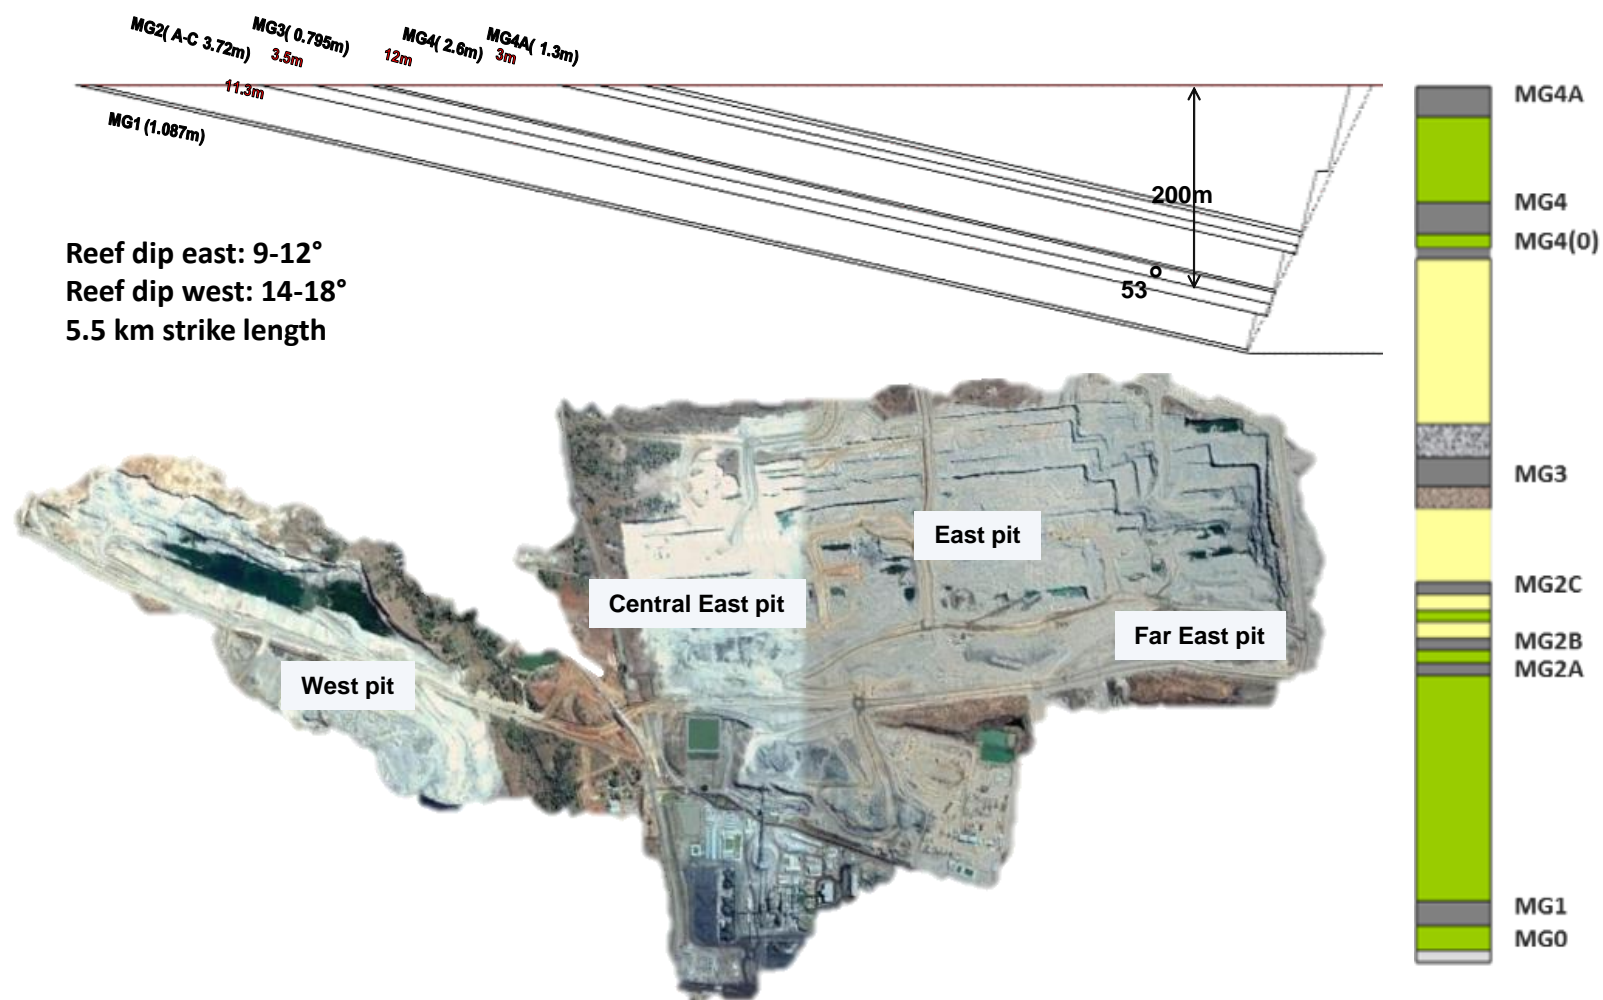 MG2( A-C 3.72m)
MG3( 0.795m)
3.5m
MG4( 2.6m)
12m
MG4A( 1.3m)
3m
11.3m
MG1 (1.087m)
200m
53
Reef dip east: 9-12°
Reef dip west: 14-18°
5.5 km strike length
East pit
Central East pit
Far East pit
West pit
MG4A
MG4
MG4(0)
MG3
MG2C
MG2B
MG2A
MG1
MG0